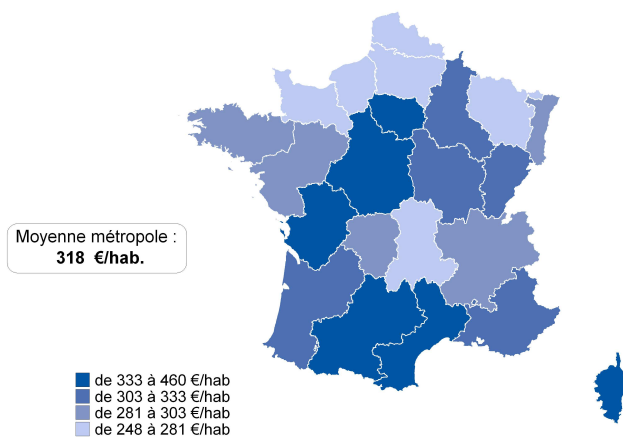 Moyenne métropole :
318 €/hab.
de 333 à 460 €/hab
de 303 à 333 €/hab
de 281 à 303 €/hab
de 248 à 281 €/hab